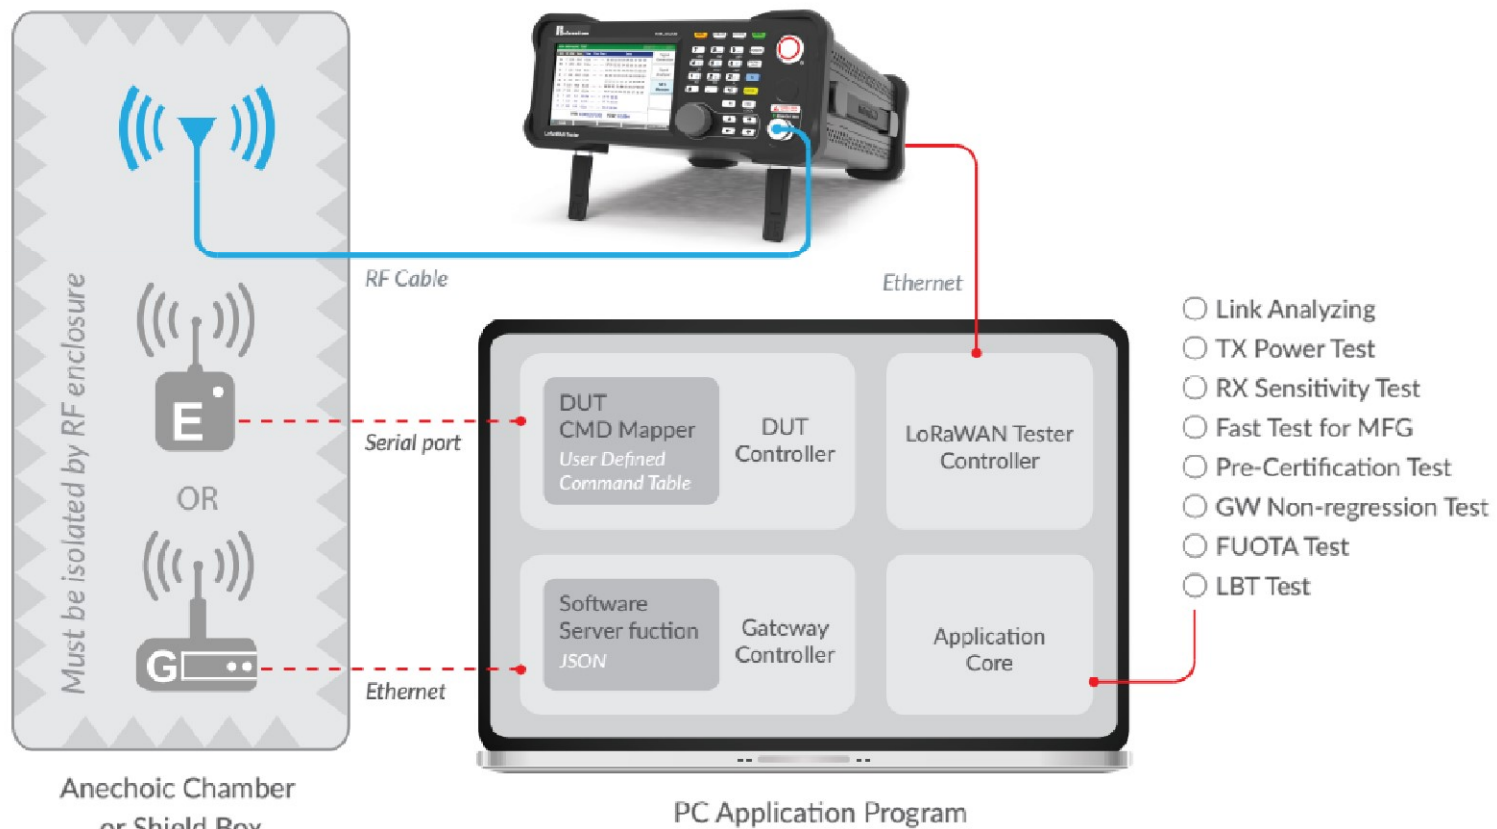 Must be isolated by RF enclosure
OR
E
G
LoRaWAN Tester
RF Cable
Ethernet
Serial port
Ethernet
DUT
CMD Mapper
User Defined
Command Table
DUT
Controller
LoRaWAN Tester
Controller
Software
Server fuction
JSON
Gateway
Controller
Application
Core
Link Analyzing
TX Power Test
RX Sensitivity Test
Fast Test for MFG
Pre-Certification Test
GW Non-regression Test
FUOTA Test
LBT Test
Anechoic Chamber
or Shield Box
PC Application Program